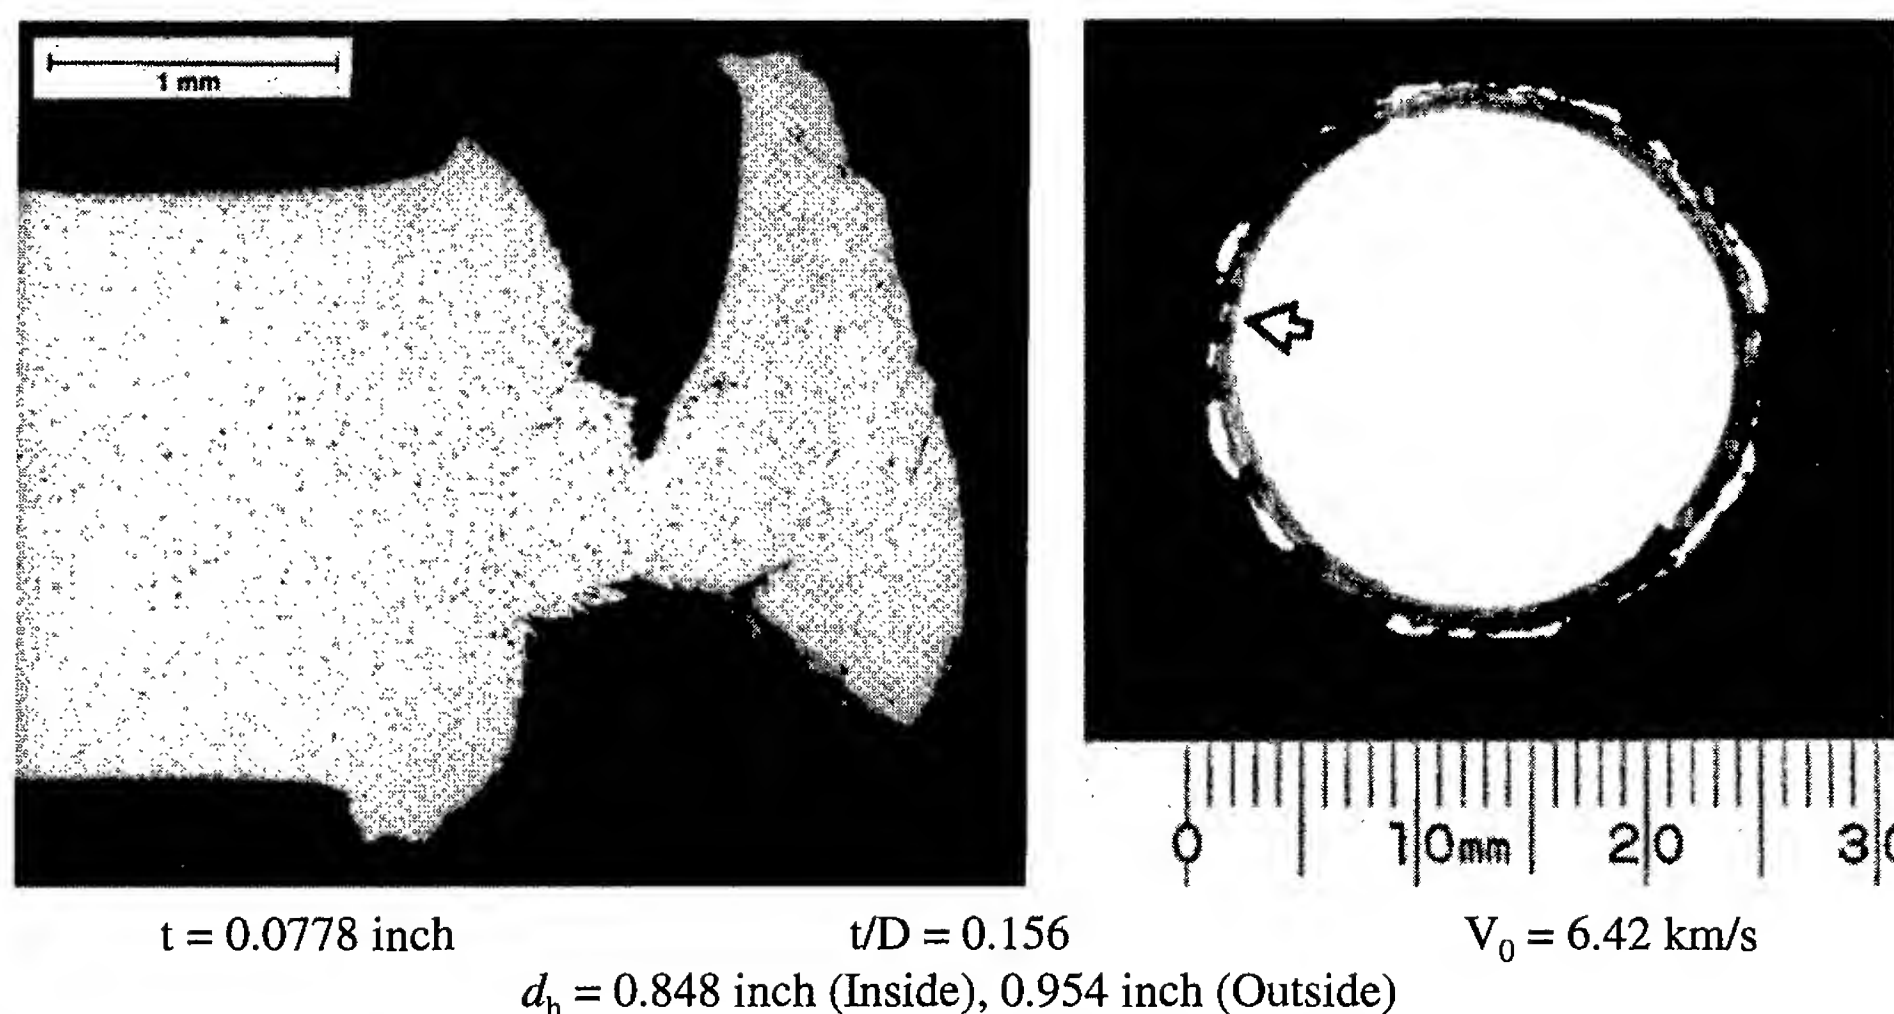 1 mm
0 10mm 20 30
t = 0.0778 inch t/D = 0.156 V₀ = 6.42 km/s
dₕ = 0.848 inch (Inside), 0.954 inch (Outside)